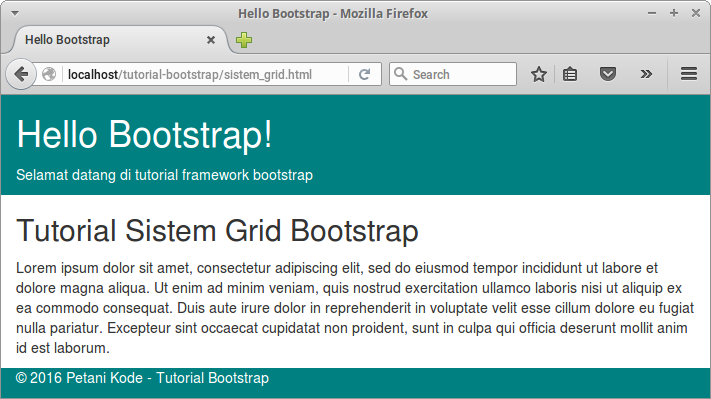 Hello Bootstrap - Mozilla Firefox
Hello Bootstrap
localhost/tutorial-bootstrap/sistem_grid.html
Search
Hello Bootstrap!
Selamat datang di tutorial framework bootstrap
Tutorial Sistem Grid Bootstrap
Lorem ipsum dolor sit amet, consectetur adipiscing elit, sed do eiusmod tempor incididunt ut labore et
dolore magna aliqua. Ut enim ad minim veniam, quis nostrud exercitation ullamco laboris nisi ut aliquip ex
ea commodo consequat. Duis aute irure dolor in reprehenderit in voluptate velit esse cillum dolore eu fugiat
nulla pariatur. Excepteur sint occaecat cupidatat non proident, sunt in culpa qui officia deserunt mollit anim
id est laborum.
© 2016 Petani Kode - Tutorial Bootstrap